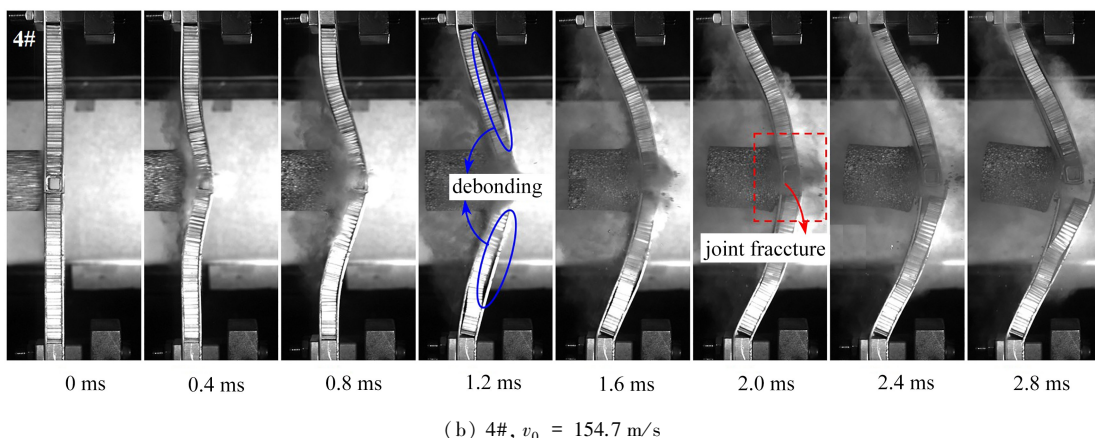 4#
debonding
joint fraccture
0 ms
0.4 ms
0.8 ms
1.2 ms
1.6 ms
2.0 ms
2.4 ms
2.8 ms
(b) 4#, v₀ = 154.7 m/s